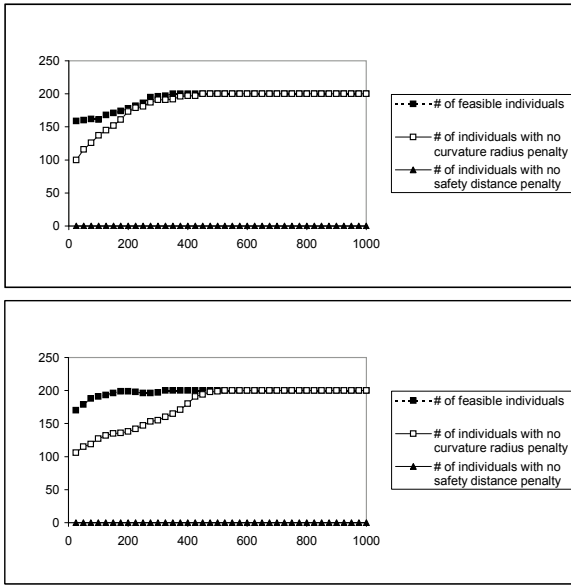 250
200
150
100
50
0
0 200 400 600 800 1000
# of feasible individuals
# of individuals with no
curvature radius penalty
# of individuals with no
safety distance penalty
250
200
150
100
50
0
0 200 400 600 800 1000
# of feasible individuals
# of individuals with no
curvature radius penalty
# of individuals with no
safety distance penalty